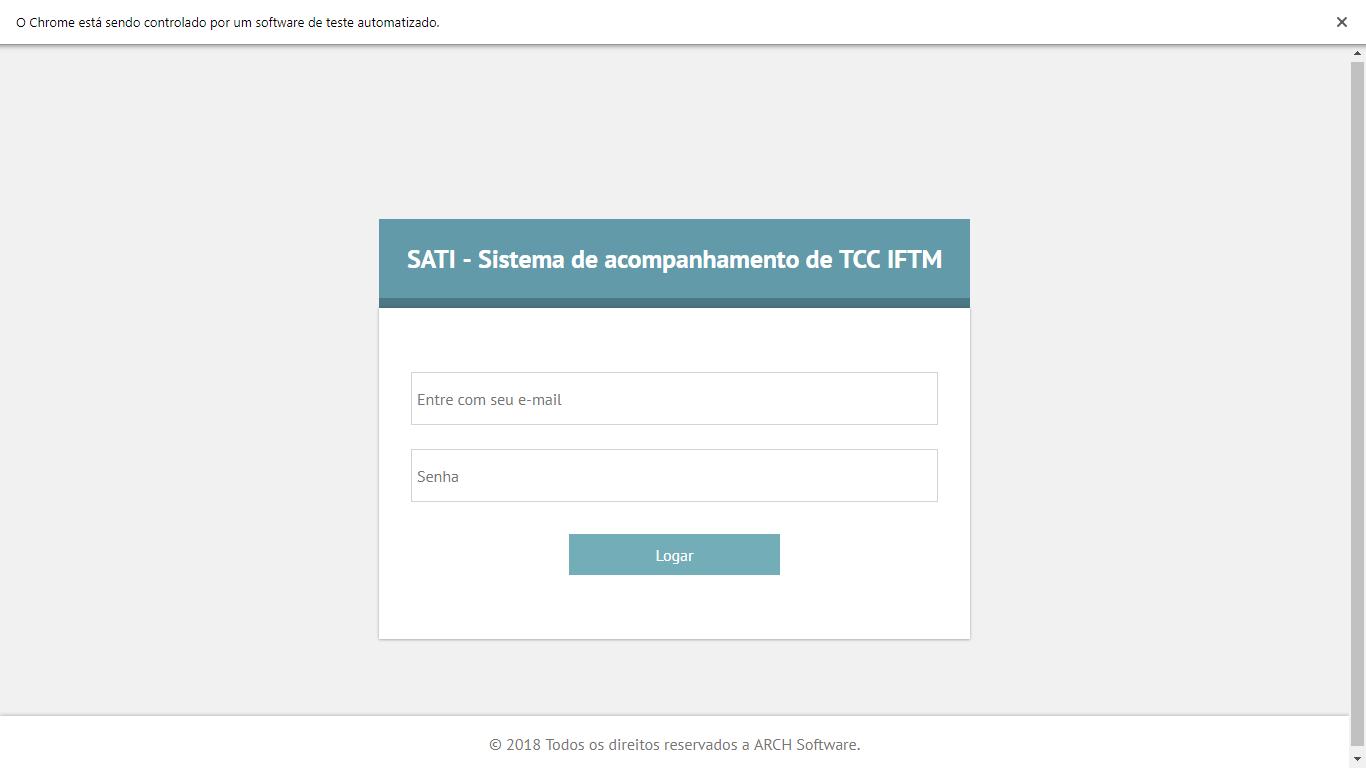 O Chrome está sendo controlado por um software de teste automatizado.
SATI - Sistema de acompanhamento de TCC IFTM
Entre com seu e-mail
Senha
Logar
© 2018 Todos os direitos reservados a ARCH Software.